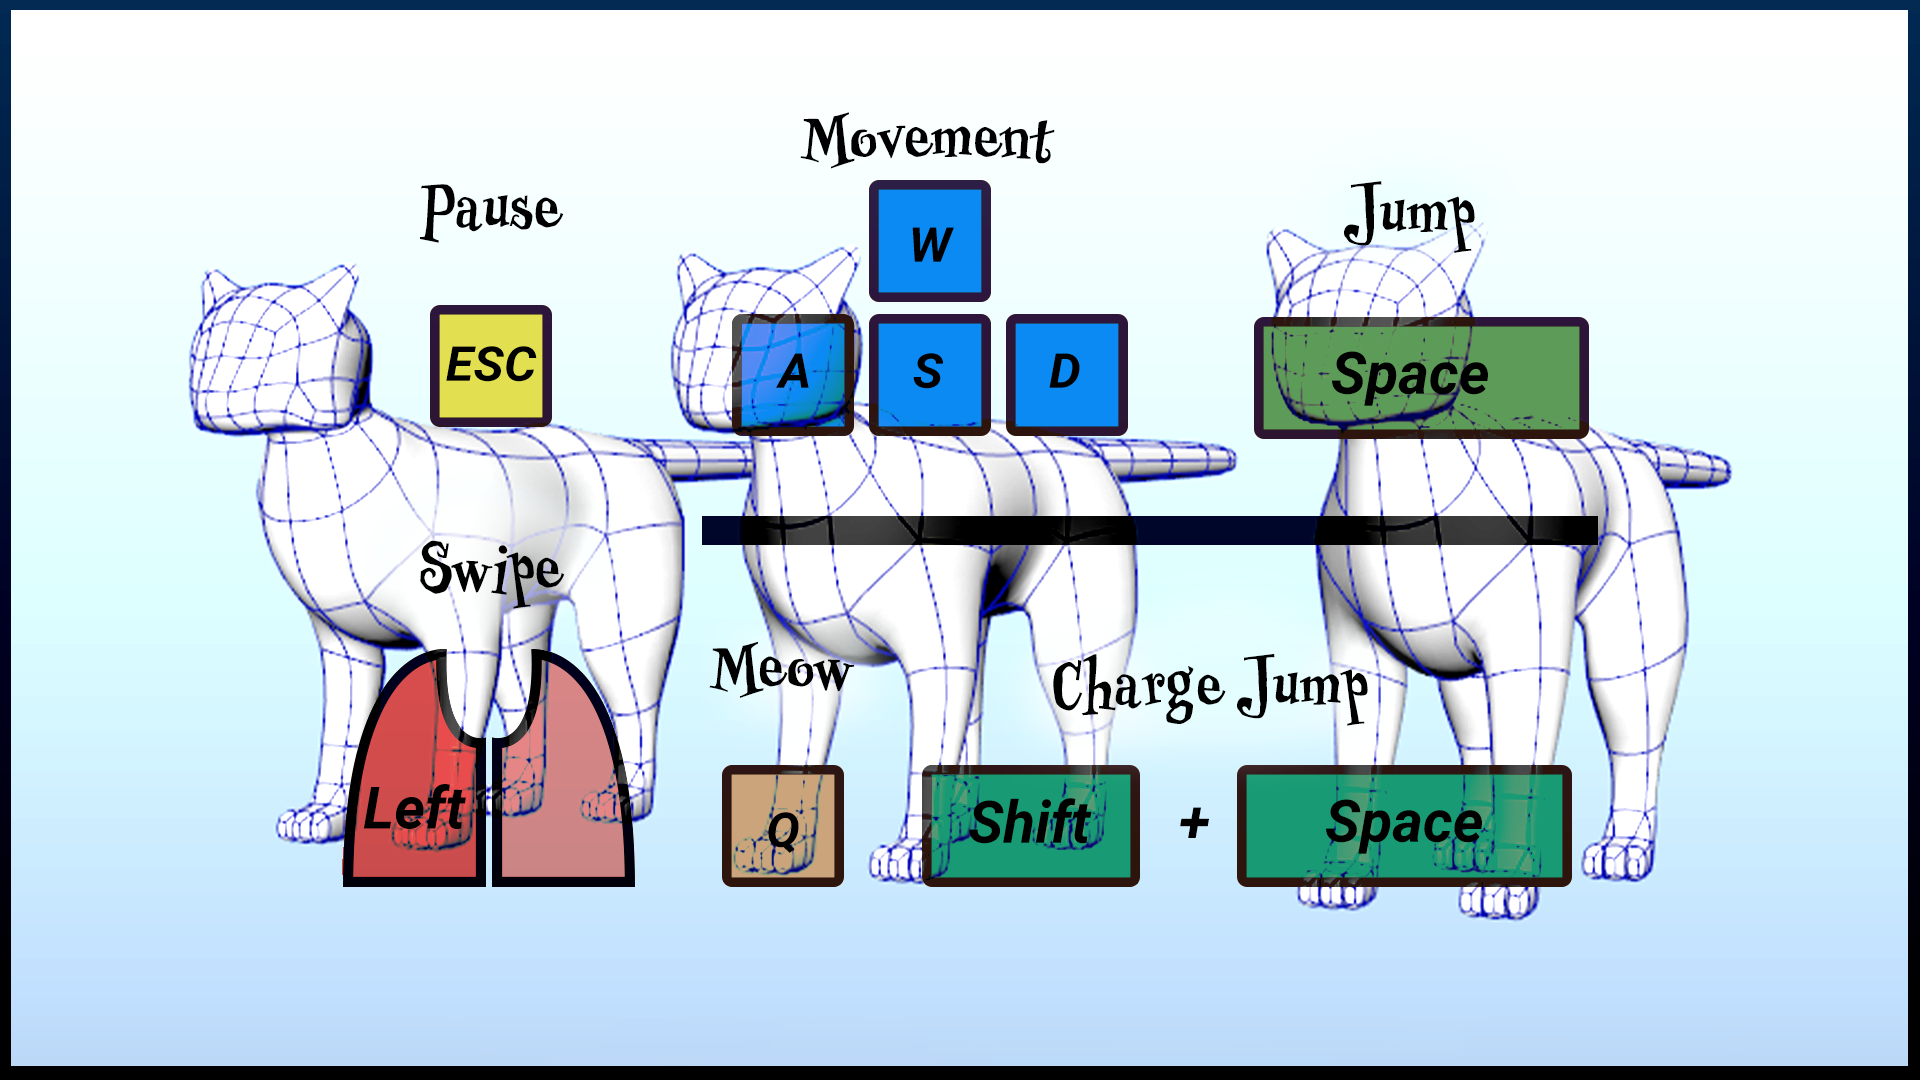 Movement
Pause
Jump
W
ESC
A S D
Space
Swipe
Meow
Charge Jump
Left
Q
Shift + Space